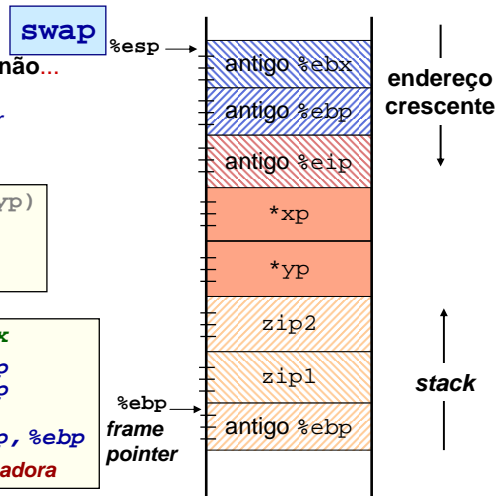 swap
%esp
não...
r
yp)
x
p
p
p, %ebp
adora
%ebp
frame
pointer
antigo %ebx
antigo %ebp
antigo %eip
*xp
*yp
zip2
zip1
antigo %ebp
endereço
crescente
stack